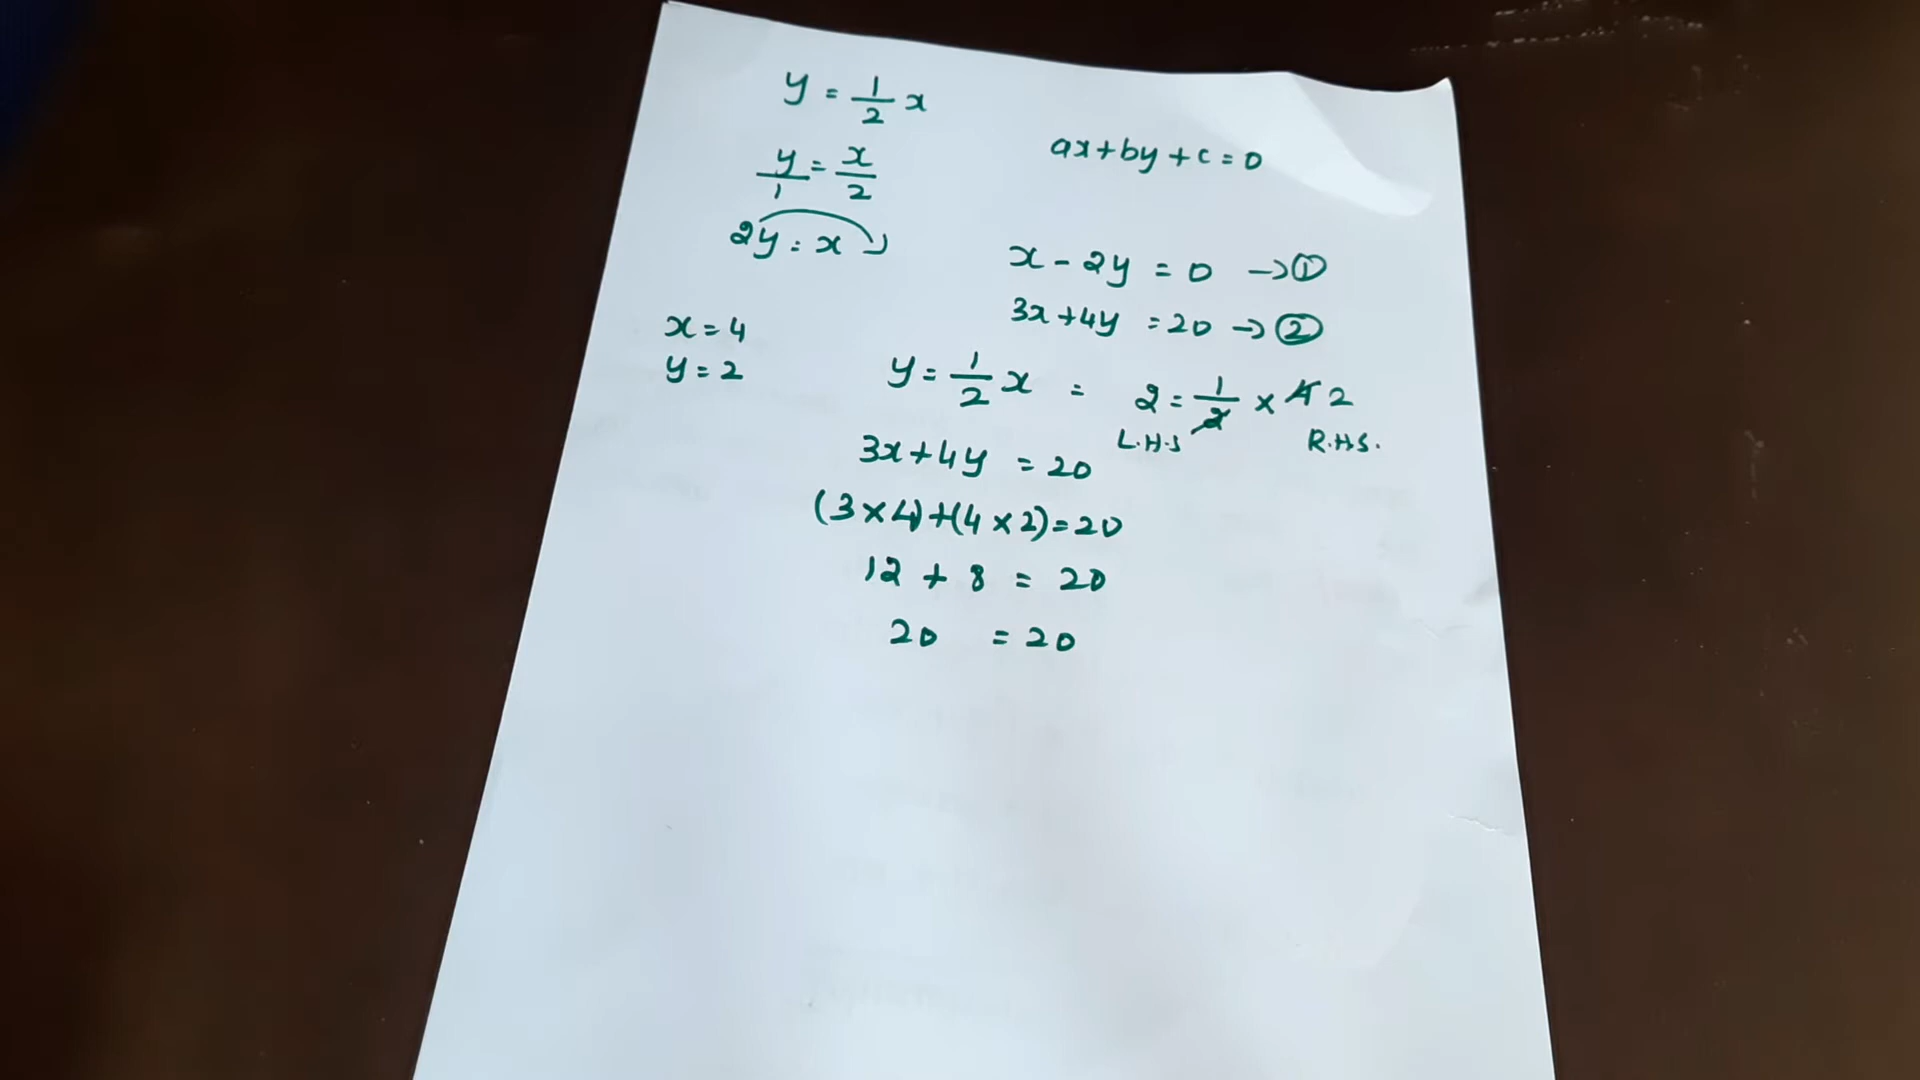 y = 1/2 x
y/1 = x/2
ax+by+c=0
2y = x
x - 2y = 0 → ①
3x+4y = 20 → ②
x = 4
y = 2
y = 1/2 x = 2 = 1/2 × 4 2
L.H.S R.H.S.
3x+4y = 20
(3×4)+(4×2)=20
12 + 8 = 20
20 = 20